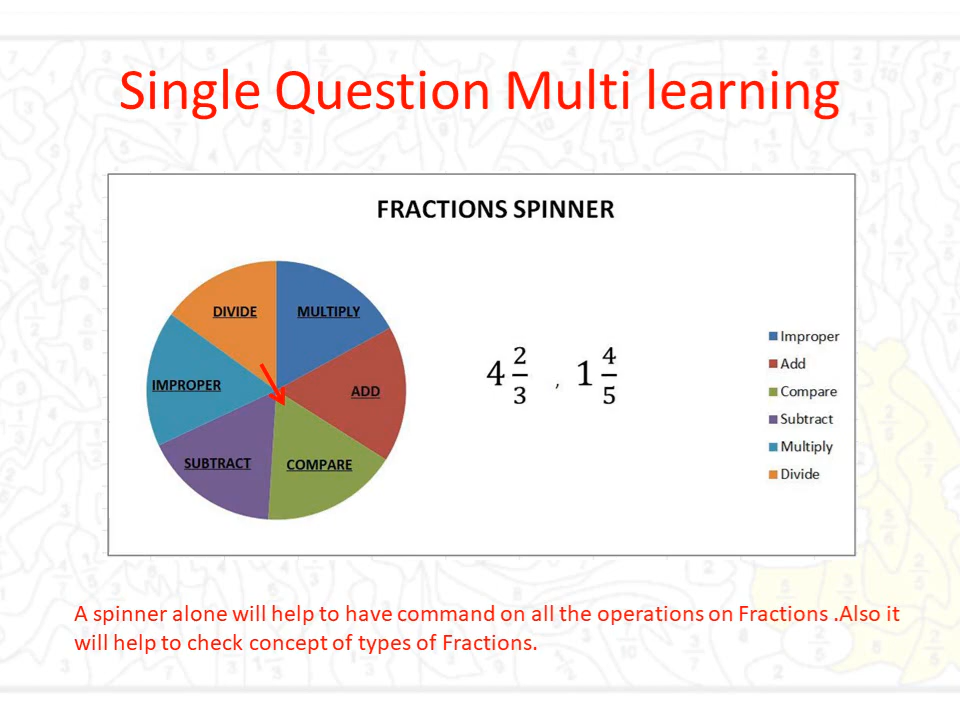 Single Question Multi learning
FRACTIONS SPINNER
DIVIDE
MULTIPLY
IMPROPER
ADD
SUBTRACT
COMPARE
4 2/3 , 1 4/5
Improper
Add
Compare
Subtract
Multiply
Divide
A spinner alone will help to have command on all the operations on Fractions .Also it
will help to check concept of types of Fractions.